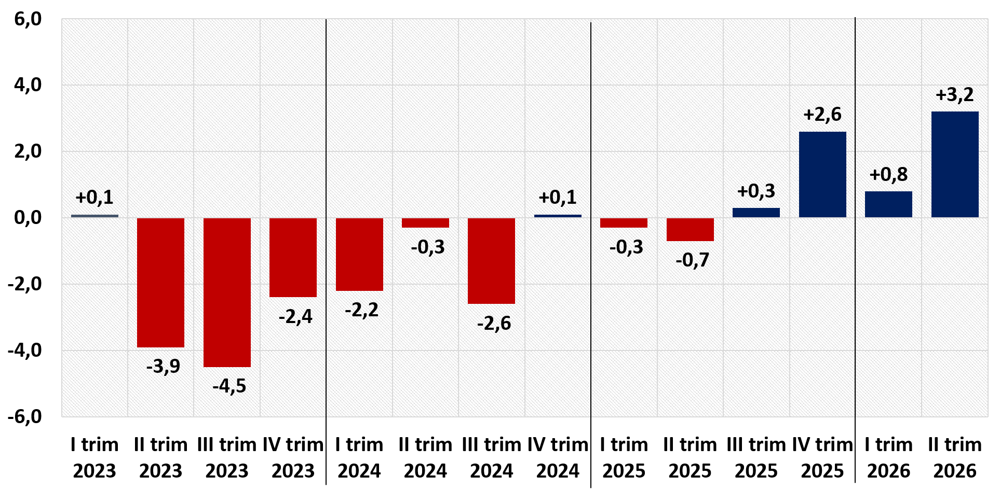 6,0
4,0
2,0
0,0
-2,0
-4,0
-6,0
+0,1
-3,9
-4,5
-2,4
-2,2
-0,3
-2,6
+0,1
-0,3
-0,7
+0,3
+2,6
+0,8
+3,2
I trim
2023
II trim
2023
III trim
2023
IV trim
2023
I trim
2024
II trim
2024
III trim
2024
IV trim
2024
I trim
2025
II trim
2025
III trim
2025
IV trim
2025
I trim
2026
II trim
2026